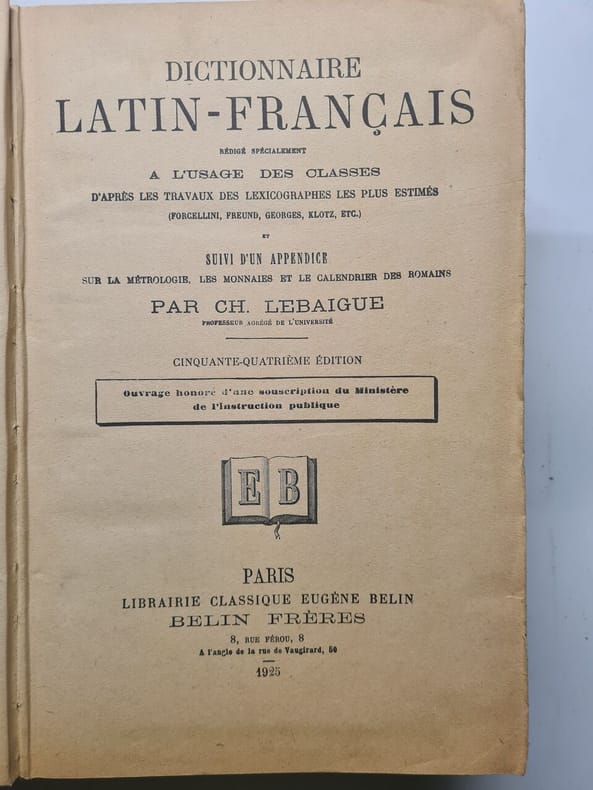 DICTIONNAIRE
LATIN-FRANÇAIS
RÉDIGÉ SPÉCIALEMENT
A L'USAGE DES CLASSES
D'APRÈS LES TRAVAUX DES LEXICOGRAPHES LES PLUS ESTIMÉS
(FORCELLINI, FREUND, GEORGES, KLOTZ, ETC.)
ET
SUIVI D'UN APPENDICE
SUR LA MÉTROLOGIE, LES MONNAIES ET LE CALENDRIER DES ROMAINS
PAR CH. LEBAIGUE
PROFESSEUR AGRÉGÉ DE L'UNIVERSITÉ
CINQUANTE-QUATRIÈME ÉDITION
Ouvrage honoré d'une souscription du Ministère
de l'instruction publique
E B
PARIS
LIBRAIRIE CLASSIQUE EUGÈNE BELIN
BELIN FRÈRES
8, RUE FÉROU, 8
A l'angle de la rue de Vaugirard, 50
1925